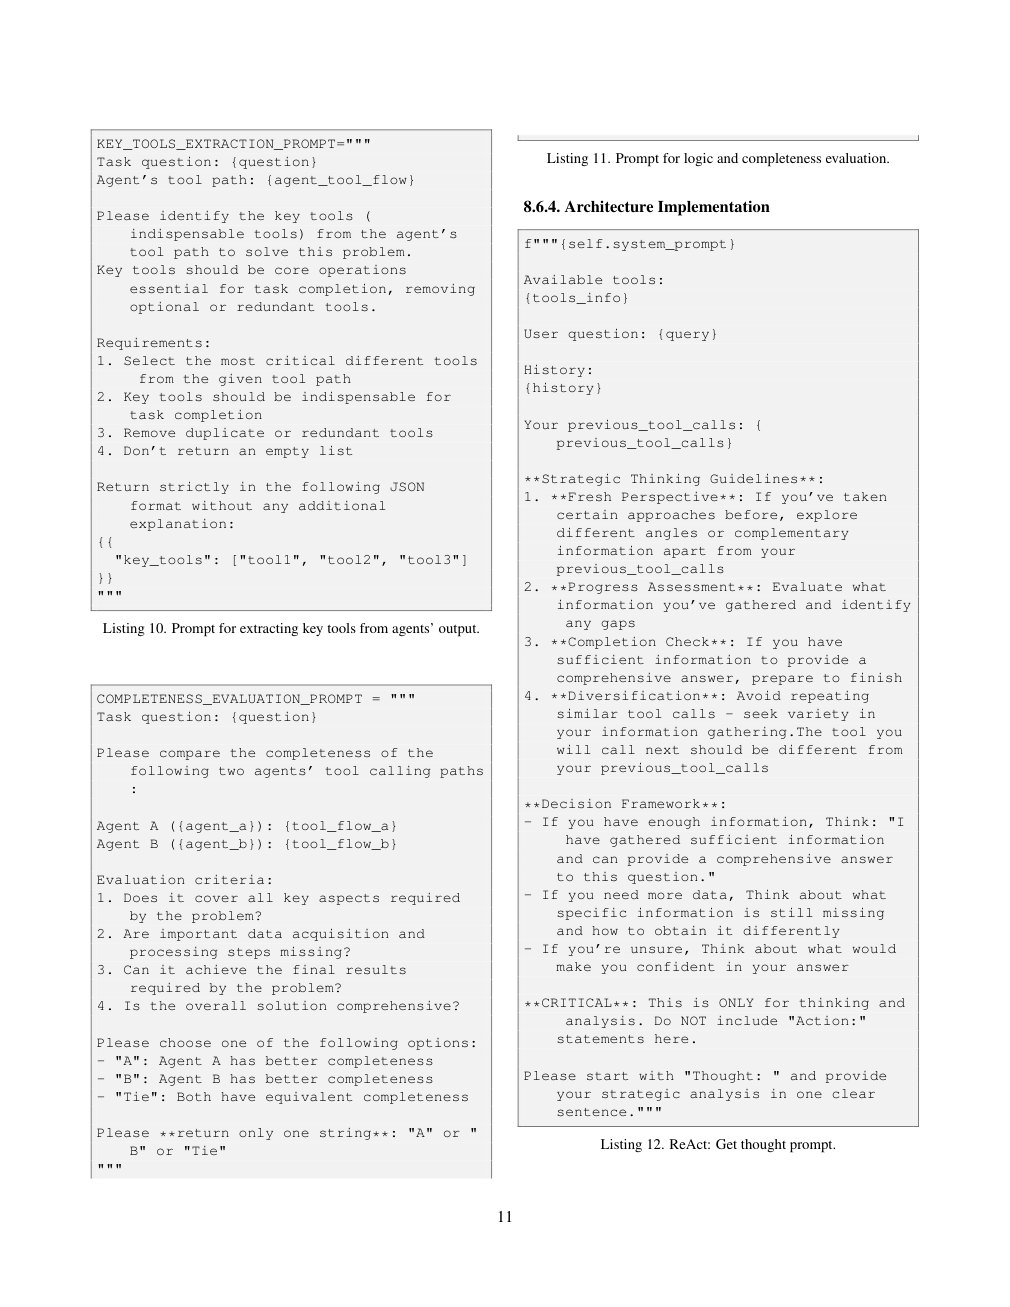 KEY_TOOLS_EXTRACTION_PROMPT="""
Task question: {question}
Agent's tool path: {agent_tool_flow}
Please identify the key tools (
indispensable tools) from the agent's
tool path to solve this problem.
Key tools should be core operations
essential for task completion, removing
optional or redundant tools.
Requirements:
1. Select the most critical different tools
from the given tool path
2. Key tools should be indispensable for
task completion
3. Remove duplicate or redundant tools
4. Don't return an empty list
Return strictly in the following JSON
format without any additional
explanation:
{{
"key_tools": ["tool1", "tool2", "tool3"]
}}
"""
Listing 10. Prompt for extracting key tools from agents' output.
COMPLETENESS_EVALUATION_PROMPT = """
Task question: {question}
Please compare the completeness of the
following two agents' tool calling paths
:
Agent A ({agent_a}): {tool_flow_a}
Agent B ({agent_b}): {tool_flow_b}
Evaluation criteria:
1. Does it cover all key aspects required
by the problem?
2. Are important data acquisition and
processing steps missing?
3. Can it achieve the final results
required by the problem?
4. Is the overall solution comprehensive?
Please choose one of the following options:
- "A": Agent A has better completeness
- "B": Agent B has better completeness
- "Tie": Both have equivalent completeness
Please **return only one string**: "A" or "
B" or "Tie"
"""
Listing 11. Prompt for logic and completeness evaluation.
8.6.4. Architecture Implementation
f"""{self.system_prompt}
Available tools:
{tools_info}
User question: {query}
History:
{history}
Your previous_tool_calls: {
previous_tool_calls}
**Strategic Thinking Guidelines**:
1. **Fresh Perspective**: If you've taken
certain approaches before, explore
different angles or complementary
information apart from your
previous_tool_calls
2. **Progress Assessment**: Evaluate what
information you've gathered and identify
any gaps
3. **Completion Check**: If you have
sufficient information to provide a
comprehensive answer, prepare to finish
4. **Diversification**: Avoid repeating
similar tool calls - seek variety in
your information gathering.The tool you
will call next should be different from
your previous_tool_calls
**Decision Framework**:
- If you have enough information, Think: "I
have gathered sufficient information
and can provide a comprehensive answer
to this question."
- If you need more data, Think about what
specific information is still missing
and how to obtain it differently
- If you're unsure, Think about what would
make you confident in your answer
**CRITICAL**: This is ONLY for thinking and
analysis. Do NOT include "Action:"
statements here.
Please start with "Thought: " and provide
your strategic analysis in one clear
sentence."""
Listing 12. ReAct: Get thought prompt.
11